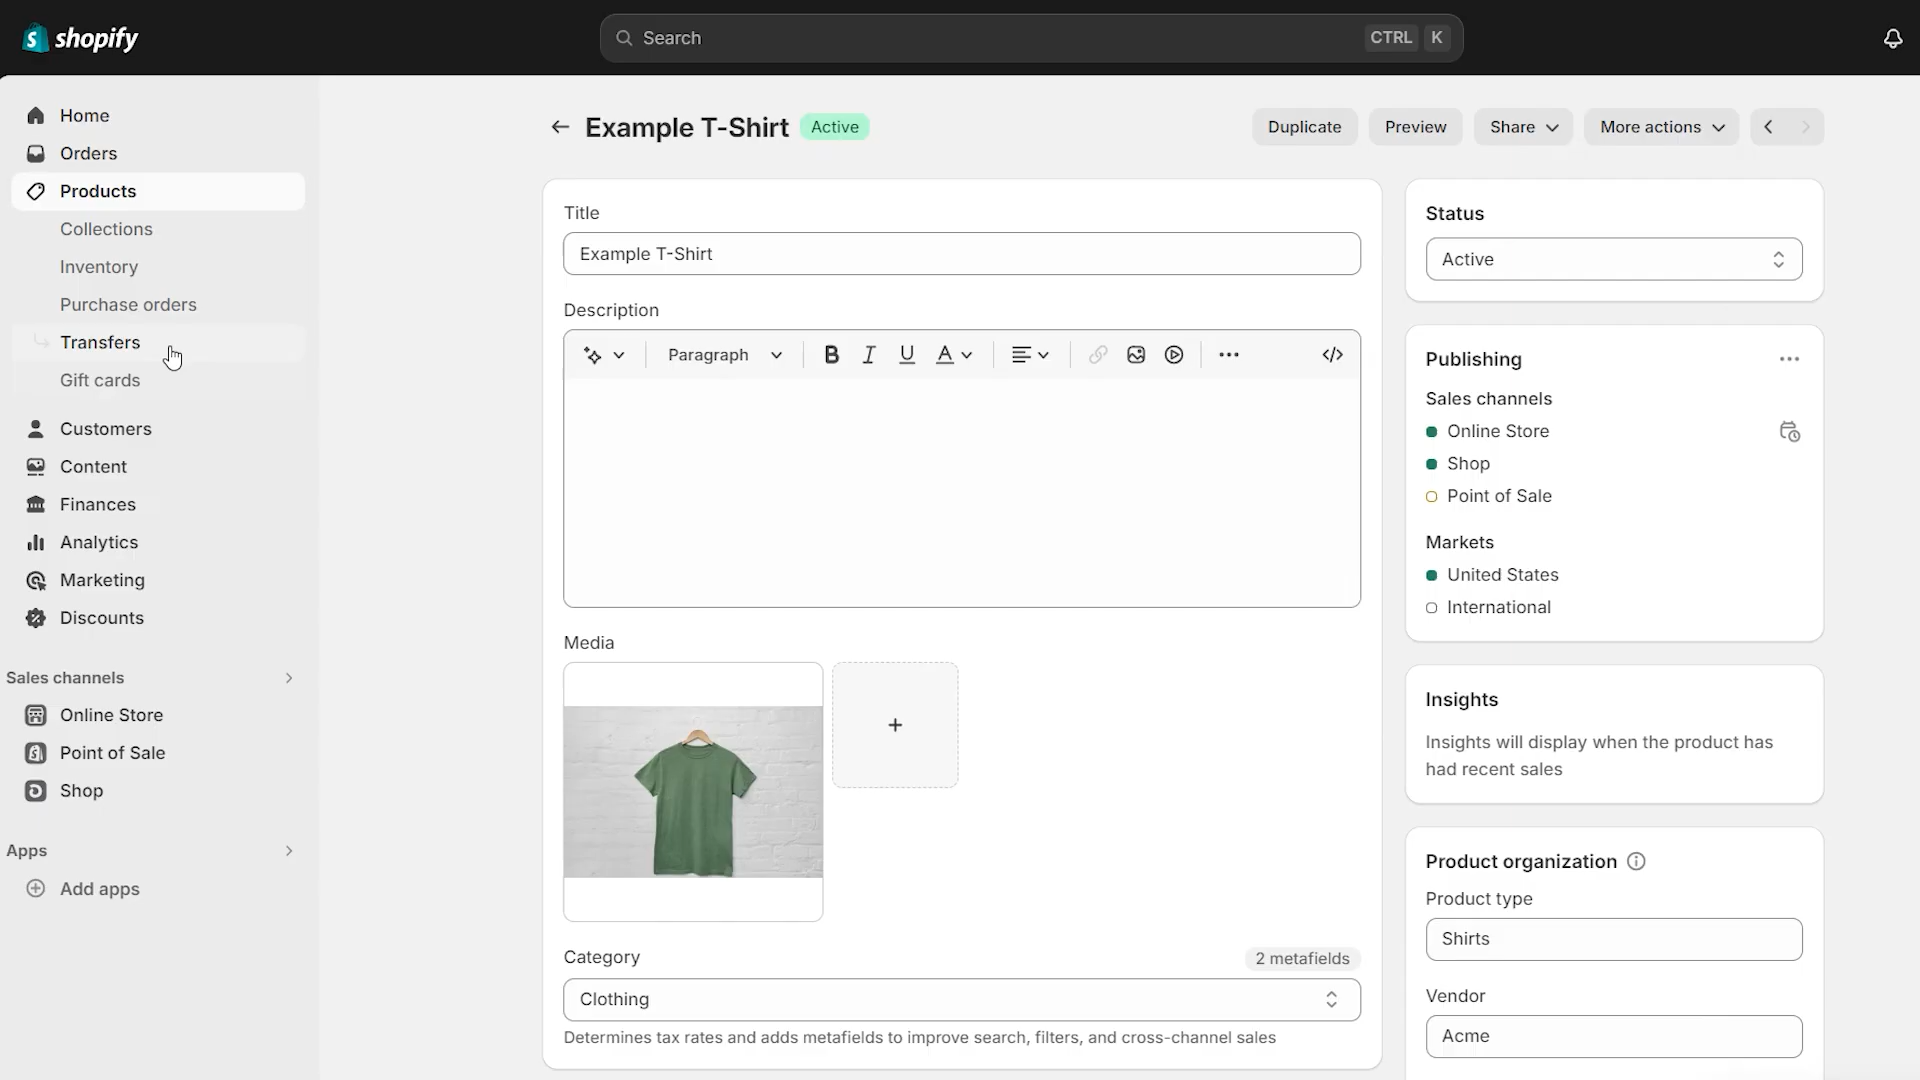 shopify
Search
CTRL K
Home
Orders
Products
Collections
Inventory
Purchase orders
Transfers
Gift cards
Customers
Content
Finances
Analytics
Marketing
Discounts
Sales channels
Online Store
Point of Sale
Shop
Apps
Add apps
Example T-Shirt Active
Duplicate Preview Share More actions
Title
Example T-Shirt
Description
Paragraph B I U A </>
Media
Category 2 metafields
Clothing
Determines tax rates and adds metafields to improve search, filters, and cross-channel sales
Status
Active
Publishing
Sales channels
Online Store
Shop
Point of Sale
Markets
United States
International
Insights
Insights will display when the product has
had recent sales
Product organization
Product type
Shirts
Vendor
Acme